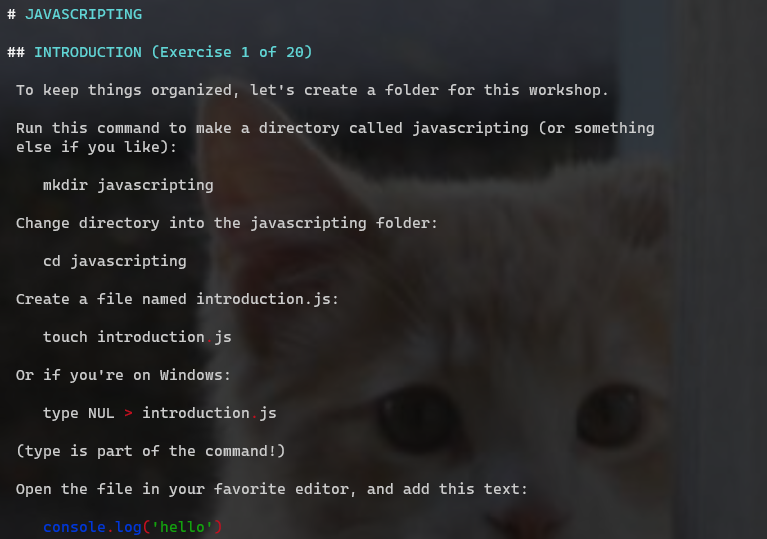 # JAVASCRIPTING
## INTRODUCTION (Exercise 1 of 20)
To keep things organized, let's create a folder for this workshop.
Run this command to make a directory called javascripting (or something
else if you like):
mkdir javascripting
Change directory into the javascripting folder:
cd javascripting
Create a file named introduction.js:
touch introduction.js
Or if you're on Windows:
type NUL > introduction.js
(type is part of the command!)
Open the file in your favorite editor, and add this text:
console.log('hello')